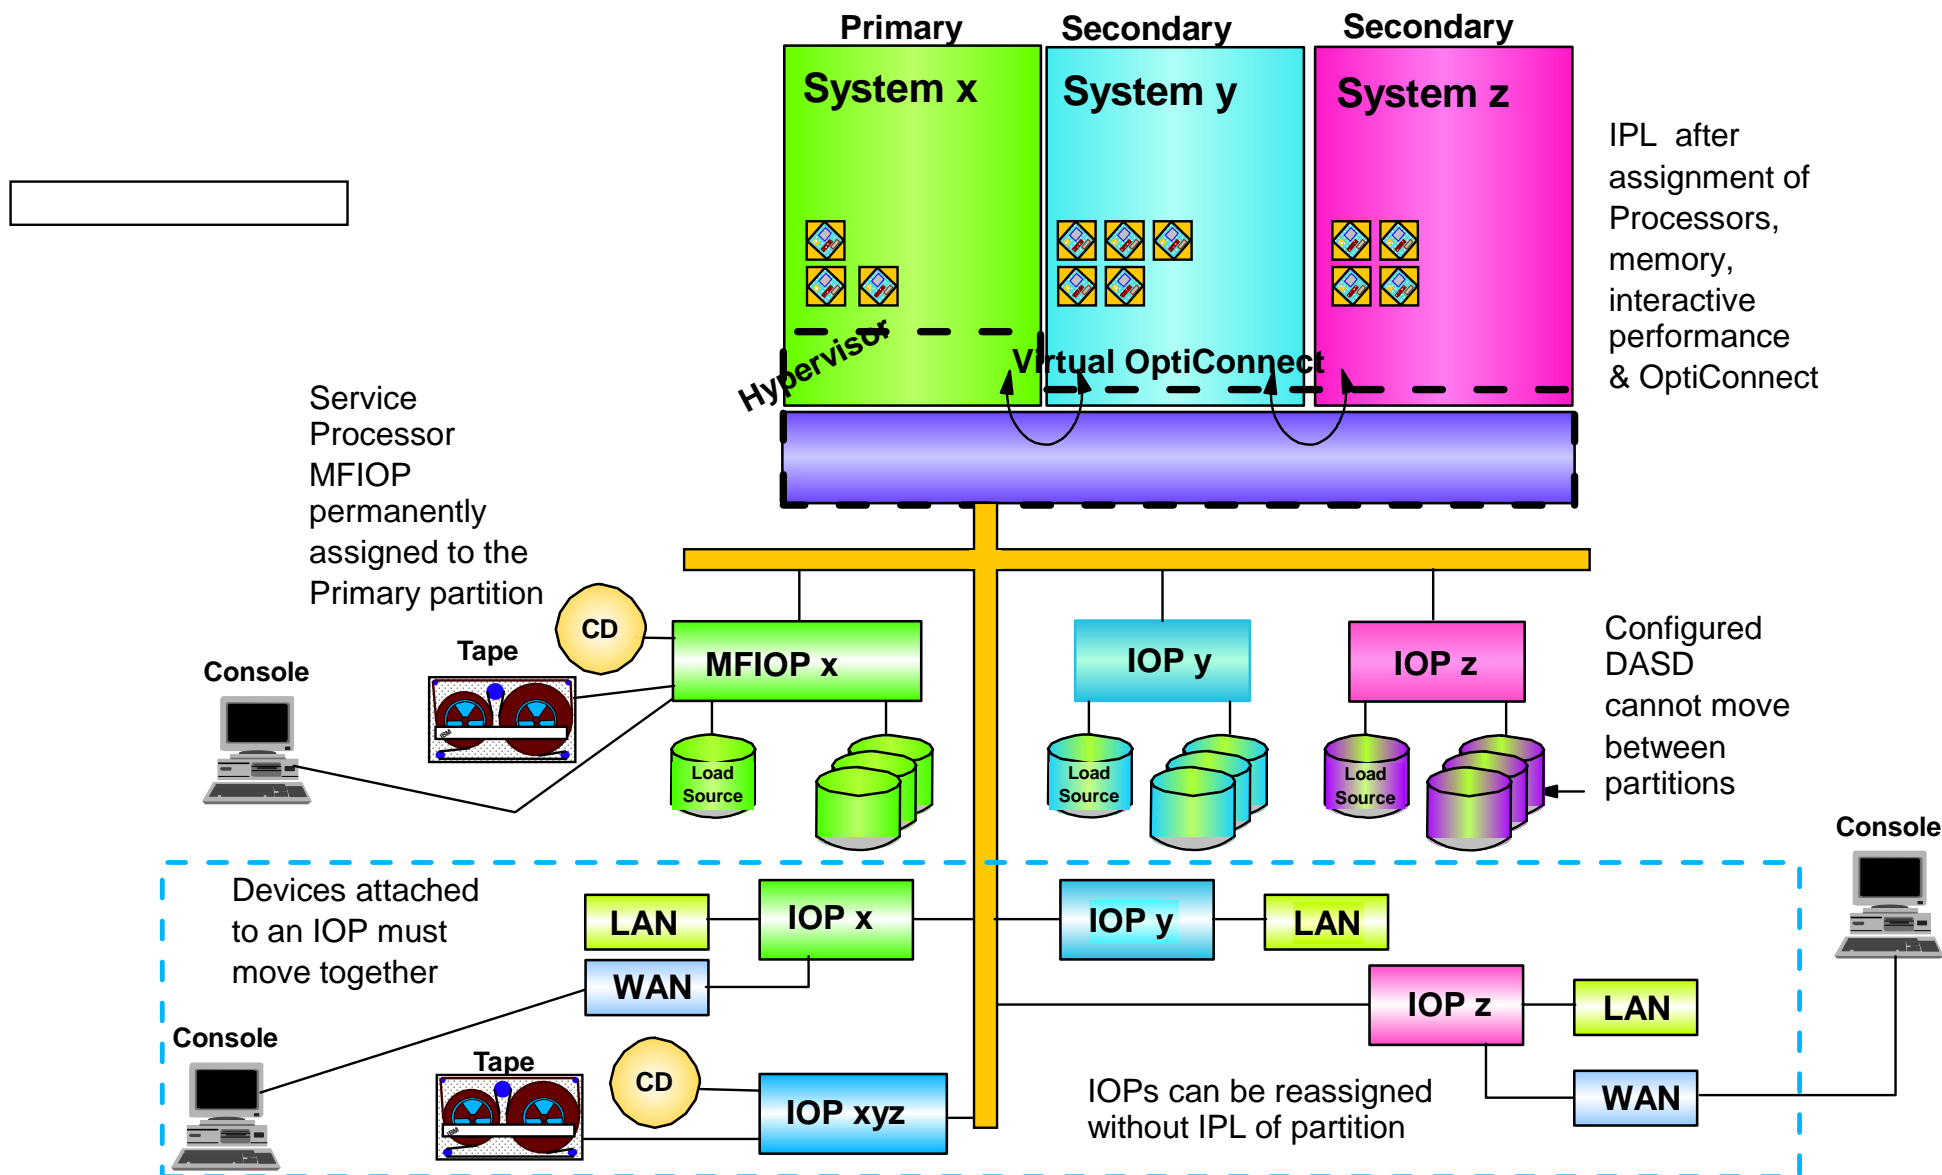 Primary
Secondary
Secondary
System x
System y
System z
IPL after
assignment of
Processors,
memory,
interactive
performance
& OptiConnect
Hypervisor
Virtual OptiConnect
Service
Processor
MFIOP
permanently
assigned to the
Primary partition
CD
Tape
Console
IBM
MFIOP x
IOP y
IOP z
Configured
DASD
cannot move
between
partitions
Load
Source
Load
Source
Load
Source
Console
Devices attached
to an IOP must
move together
LAN
IOP x
IOP y
LAN
WAN
IOP z
LAN
Console
Tape
IBM
CD
IOP xyz
IOPs can be reassigned
without IPL of partition
WAN